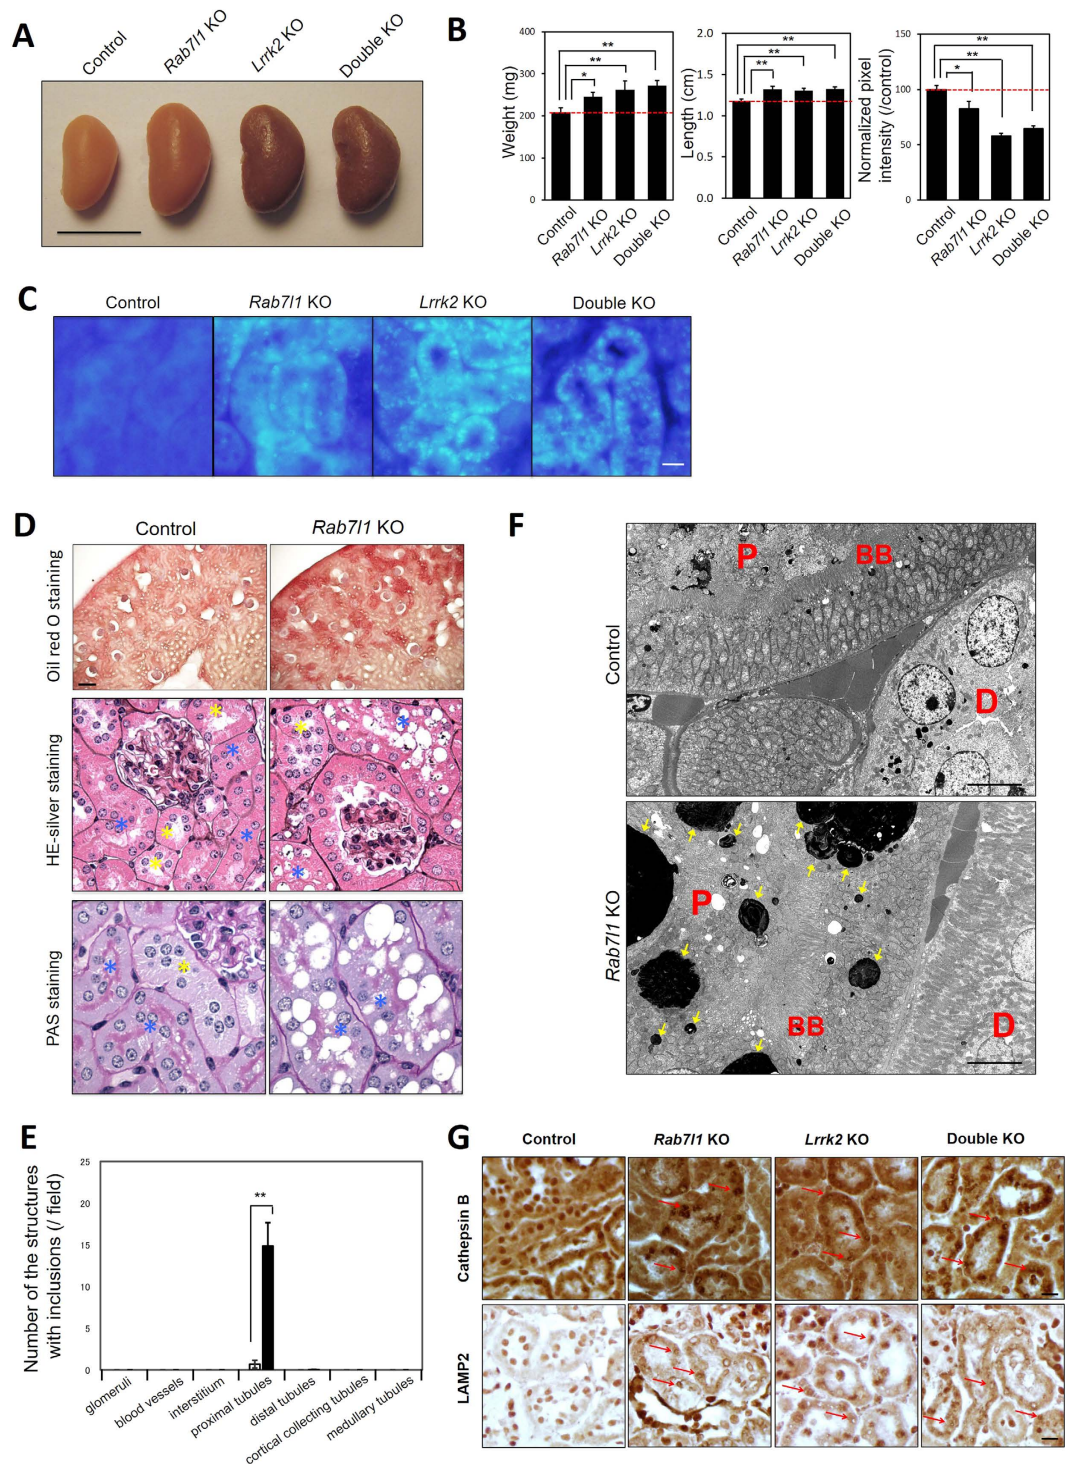 A
Control
Rab7l1 KO
Lrrk2 KO
Double KO
B
Weight (mg)
400
300
200
100
0
**
**
*
Control
Rab7l1 KO
Lrrk2 KO
Double KO
Length (cm)
2.0
1.5
1.0
0.5
0.0
**
**
**
Control
Rab7l1 KO
Lrrk2 KO
Double KO
Normalized pixel
intensity (/control)
150
100
50
0
**
**
*
Control
Rab7l1 KO
Lrrk2 KO
Double KO
C
Control
Rab7l1 KO
Lrrk2 KO
Double KO
D
Control
Rab7l1 KO
Oil red O staining
HE-silver staining
G
G
PAS staining
E
Number of the structures
with inclusions (/ field)
25
20
15
10
5
0
**
glomeruli
blood vessels
interstitium
proximal tubules
distal tubules
cortical collecting tubules
medullary tubules
F
Control
P
BB
D
Rab7l1 KO
P
BB
D
G
Control
Rab7l1 KO
Lrrk2 KO
Double KO
Cathepsin B
LAMP2